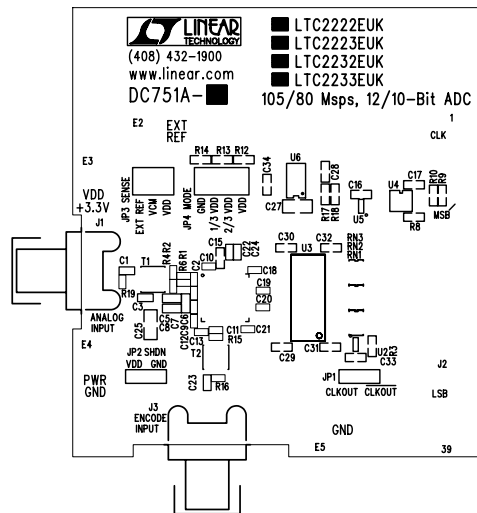 LINEAR
TECHNOLOGY
(408) 432-1900
www.linear.com
DC751A-
LTC2222EUK
LTC2223EUK
LTC2232EUK
LTC2233EUK
105/80 Msps, 12/10-Bit ADC
E2
EXT
REF
1
CLK
E3
R14 R13 R12
C34
U6
C28
C27
R17
R18
C16
U5
U4
C17
R10
R9
R8
MSB
VDD
+3.3V
JP3 SENSE
EXT REF
VCM
VDD
JP4 MODE
GND
1/3 VDD
2/3 VDD
VDD
J1
C1
T1
R19
R4
R2
R6
R1
C2
C10
C15
C22
C24
C18
C19
C20
C30
U3
C32
RN3
RN2
RN1
ANALOG
INPUT
C3
C25
C5
C8
C7
C12
C9
C6
C13
C11
R15
C21
C29
C31
U2
R3
C33
E4
JP2 SHDN
VDD GND
T2
C23
R16
JP1
CLKOUT CLKOUT
J2
LSB
PWR
GND
J3
ENCODE
INPUT
GND
E5
39